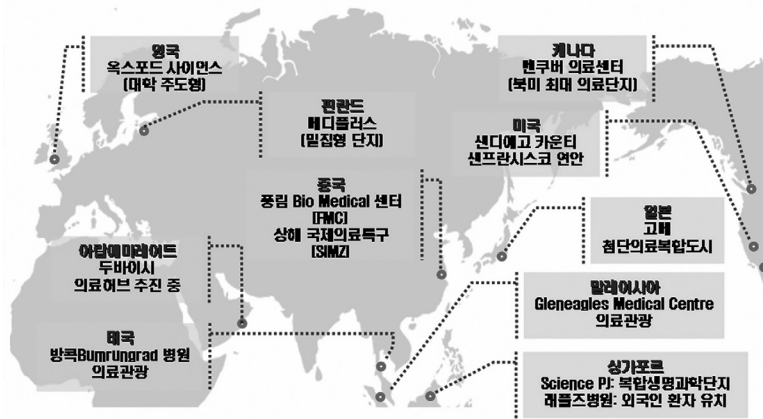 영국
옥스포드 사이언스
(대학 주도형)
캐나다
벤쿠버 의료센터
(북미 최대 의료단지)
핀란드
메디플러스
(밀집형 단지)
미국
샌디에고 카운티
샌프란시스코 연안
중국
풍림 Bio Medical 센터
[FMC]
상해 국제의료특구
[SIMZ]
일본
고베
첨단의료복합도시
아랍에미레이트
두바이시
의료허브 추진 중
말레이시아
Gleneagles Medical Centre
의료관광
태국
방콕Bumrungrad 병원
의료관광
싱가포르
Science PJ: 복합생명과학단지
래플즈병원: 외국인 환자 유치